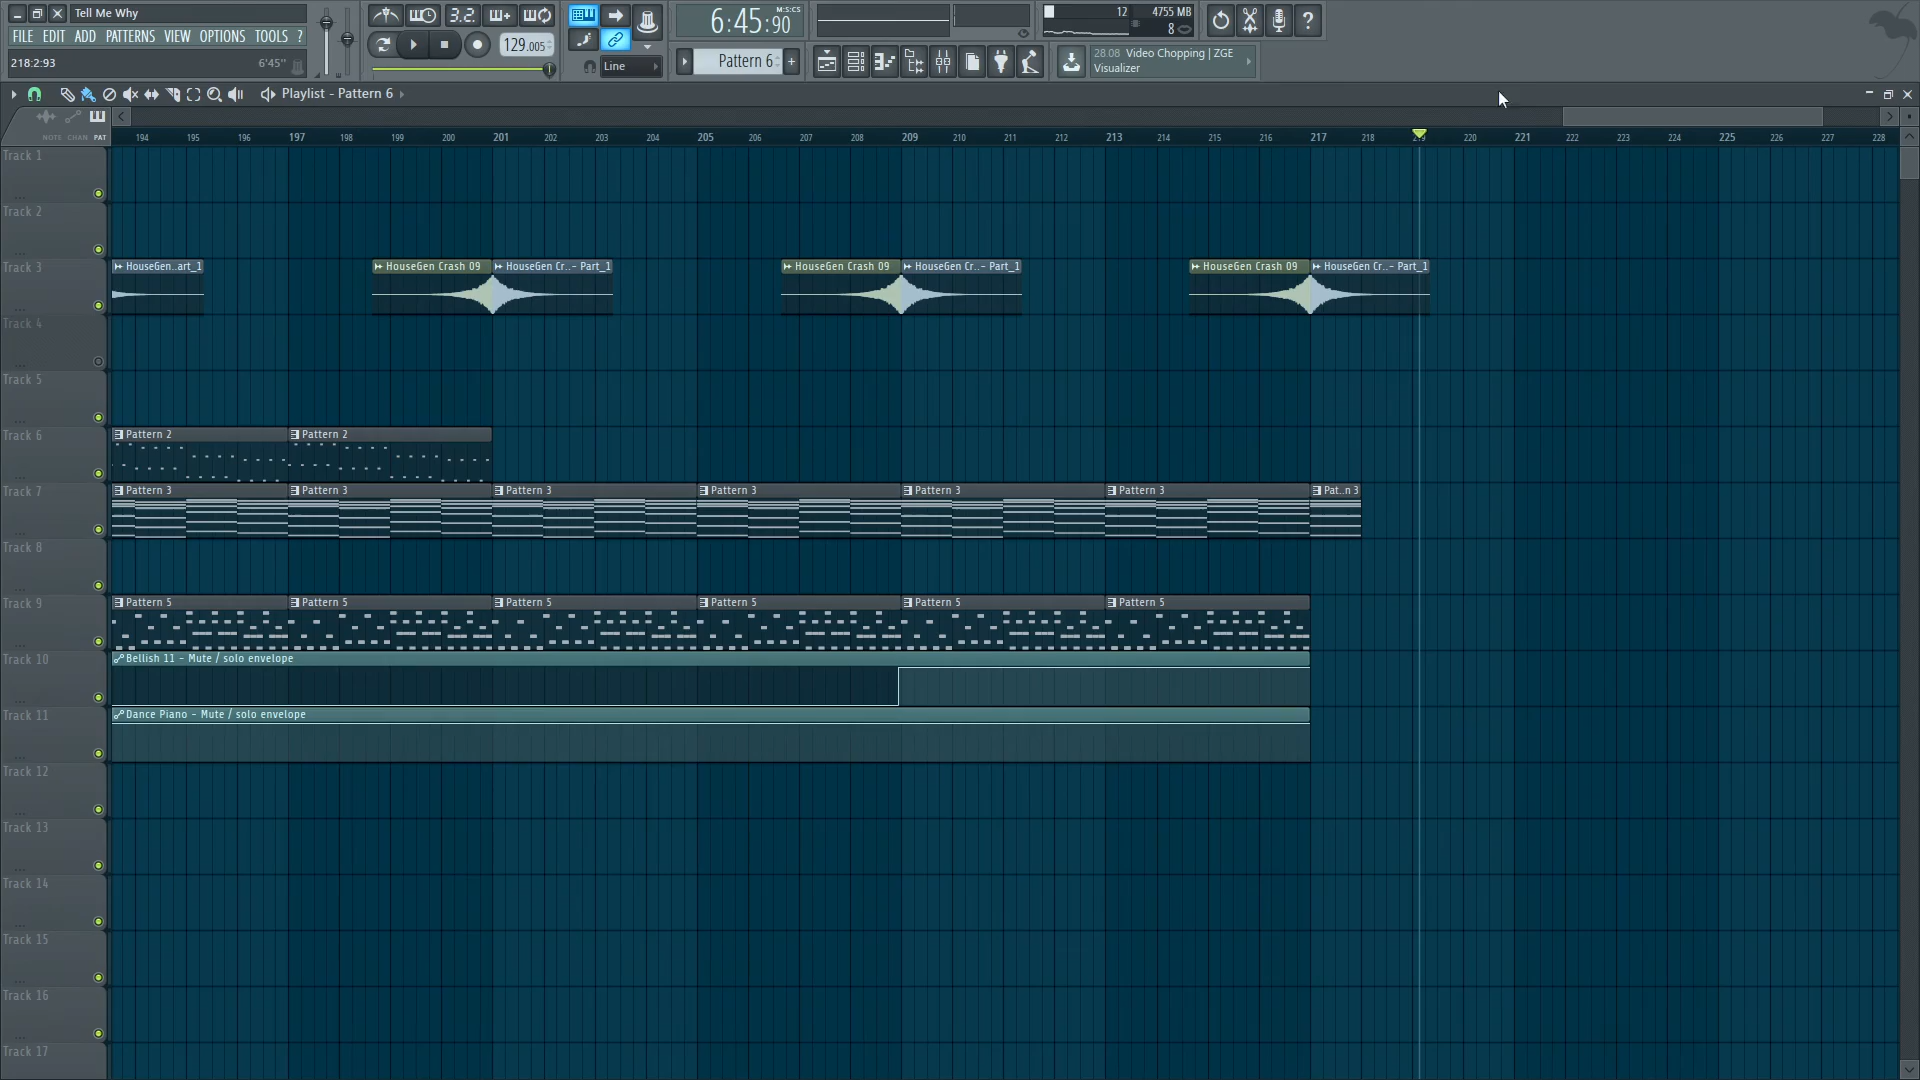 Tell Me Why
FILE EDIT ADD PATTERNS VIEW OPTIONS TOOLS ?
218:2:93 6'45"
3.2.
129.005
Line
6:45:90 M:S:CS
Pattern 6
12 4755 MB
8
28.08 Video Chopping | ZGE
Visualizer
Playlist - Pattern 6
NOTE CHAN PAT
194 195 196 197 198 199 200 201 202 203 204 205 206 207 208 209 210 211 212 213 214 215 216 217 218 219 220 221 222 223 224 225 226 227 228
Track 1
Track 2
Track 3
HouseGen..art_1 HouseGen Crash 09 HouseGen Cr..- Part_1 HouseGen Crash 09 HouseGen Cr..- Part_1 HouseGen Crash 09 HouseGen Cr..- Part_1
Track 4
Track 5
Track 6
Pattern 2 Pattern 2
Track 7
Pattern 3 Pattern 3 Pattern 3 Pattern 3 Pattern 3 Pattern 3 Pat..n 3
Track 8
Track 9
Pattern 5 Pattern 5 Pattern 5 Pattern 5 Pattern 5 Pattern 5
Track 10
Bellish 11 - Mute / solo envelope
Track 11
Dance Piano - Mute / solo envelope
Track 12
Track 13
Track 14
Track 15
Track 16
Track 17